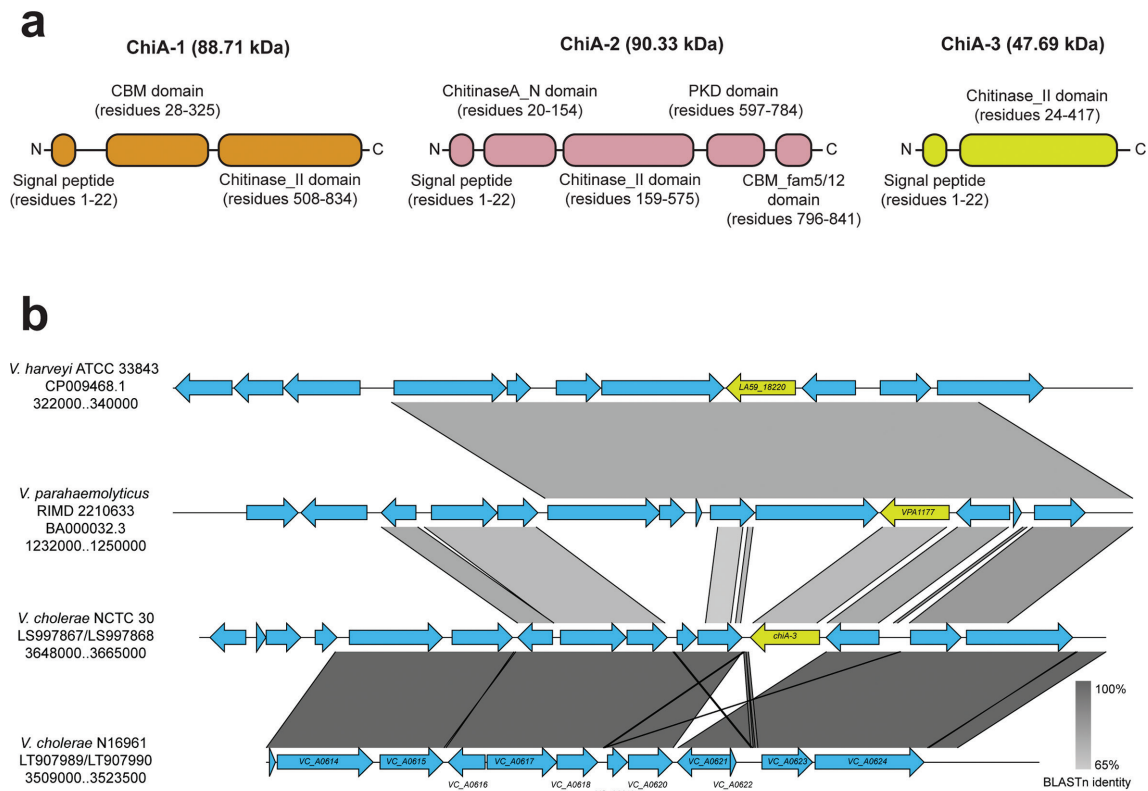 a
ChiA-1 (88.71 kDa)
CBM domain
(residues 28-325)
N
C
Signal peptide
(residues 1-22)
Chitinase_II domain
(residues 508-834)
ChiA-2 (90.33 kDa)
ChitinaseA_N domain
(residues 20-154)
PKD domain
(residues 597-784)
N
C
Signal peptide
(residues 1-22)
Chitinase_II domain
(residues 159-575)
CBM_fam5/12
domain
(residues 796-841)
ChiA-3 (47.69 kDa)
Chitinase_II domain
(residues 24-417)
N
C
Signal peptide
(residues 1-22)
b
V. harveyi ATCC 33843
CP009468.1
322000..340000
LA59_18220
V. parahaemolyticus
RIMD 2210633
BA000032.3
1232000..1250000
VPA1177
V. cholerae NCTC 30
LS997867/LS997868
3648000..3665000
chiA-3
V. cholerae N16961
LT907989/LT907990
3509000..3523500
VC_A0614
VC_A0615
VC_A0616
VC_A0617
VC_A0618
VC_A0620
VC_A0621
VC_A0622
VC_A0623
VC_A0624
100%
65%
BLASTn identity